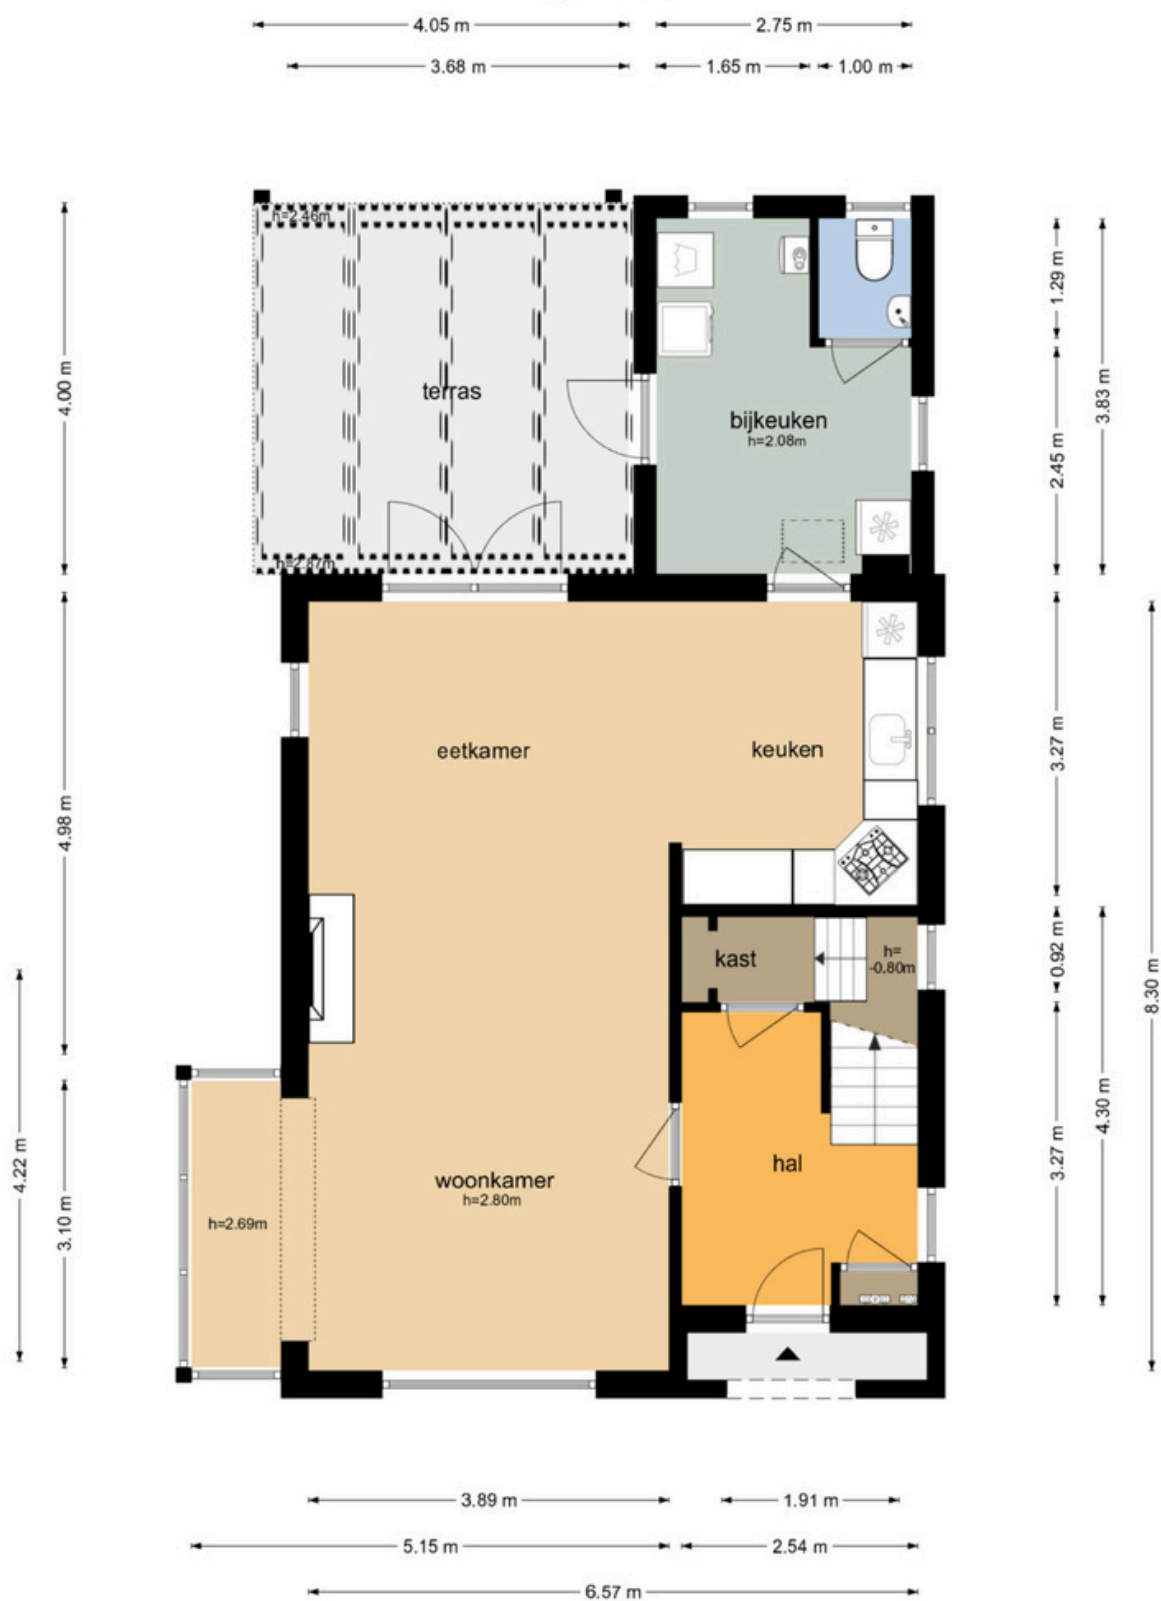 4.05 m
2.75 m
3.68 m
1.65 m
1.00 m
h=2.46m
1.29 m
4.00 m
terras
3.83 m
bijkeuken
h=2.08m
2.45 m
h=2.87m
eetkamer
keuken
3.27 m
4.98 m
kast
h=
-0.80m
0.92 m
8.30 m
4.30 m
4.22 m
3.27 m
hal
woonkamer
h=2.80m
3.10 m
h=2.69m
3.89 m
1.91 m
5.15 m
2.54 m
6.57 m